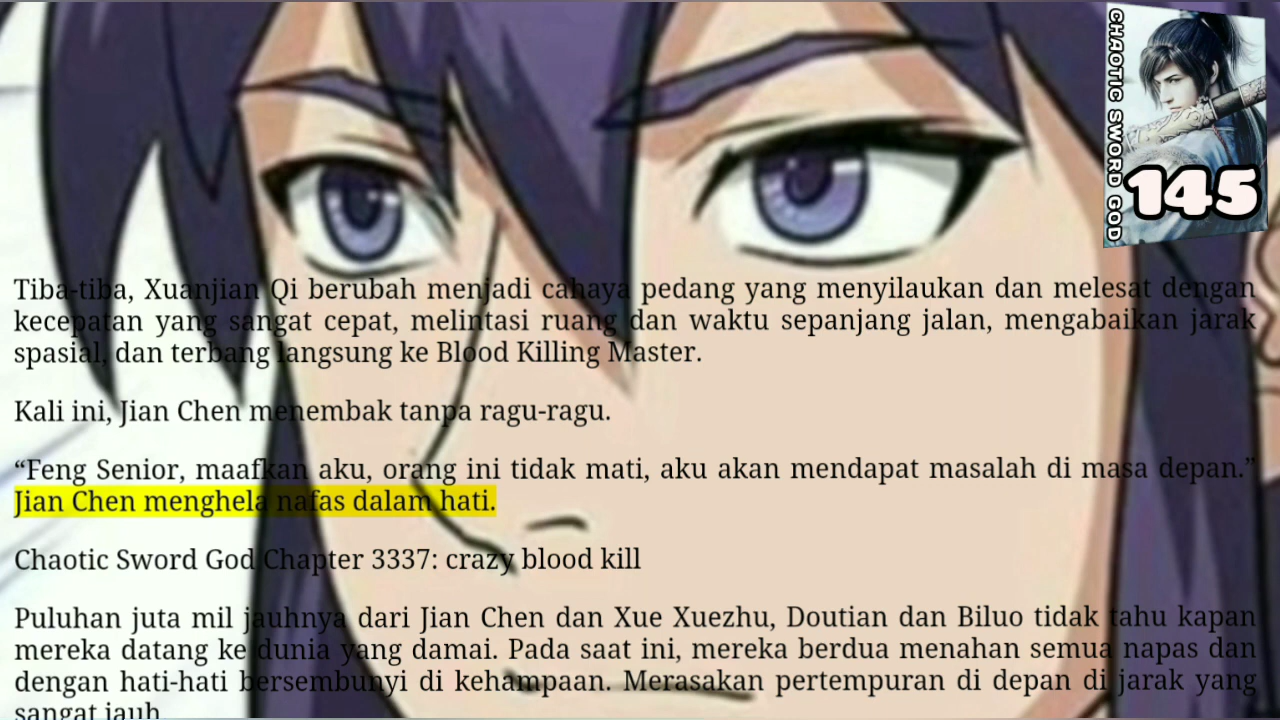 CHAOTIC SWORD GOD
145
Tiba-tiba, Xuanjian Qi berubah menjadi cahaya pedang yang menyilaukan dan melesat dengan
kecepatan yang sangat cepat, melintasi ruang dan waktu sepanjang jalan, mengabaikan jarak
spasial, dan terbang langsung ke Blood Killing Master.
Kali ini, Jian Chen menembak tanpa ragu-ragu.
“Feng Senior, maafkan aku, orang ini tidak mati, aku akan mendapat masalah di masa depan.”
Jian Chen menghela nafas dalam hati.
Chaotic Sword God Chapter 3337: crazy blood kill
Puluhan juta mil jauhnya dari Jian Chen dan Xue Xuezhu, Doutian dan Biluo tidak tahu kapan
mereka datang ke dunia yang damai. Pada saat ini, mereka berdua menahan semua napas dan
dengan hati-hati bersembunyi di kehampaan. Merasakan pertempuran di depan di jarak yang
sangat jauh